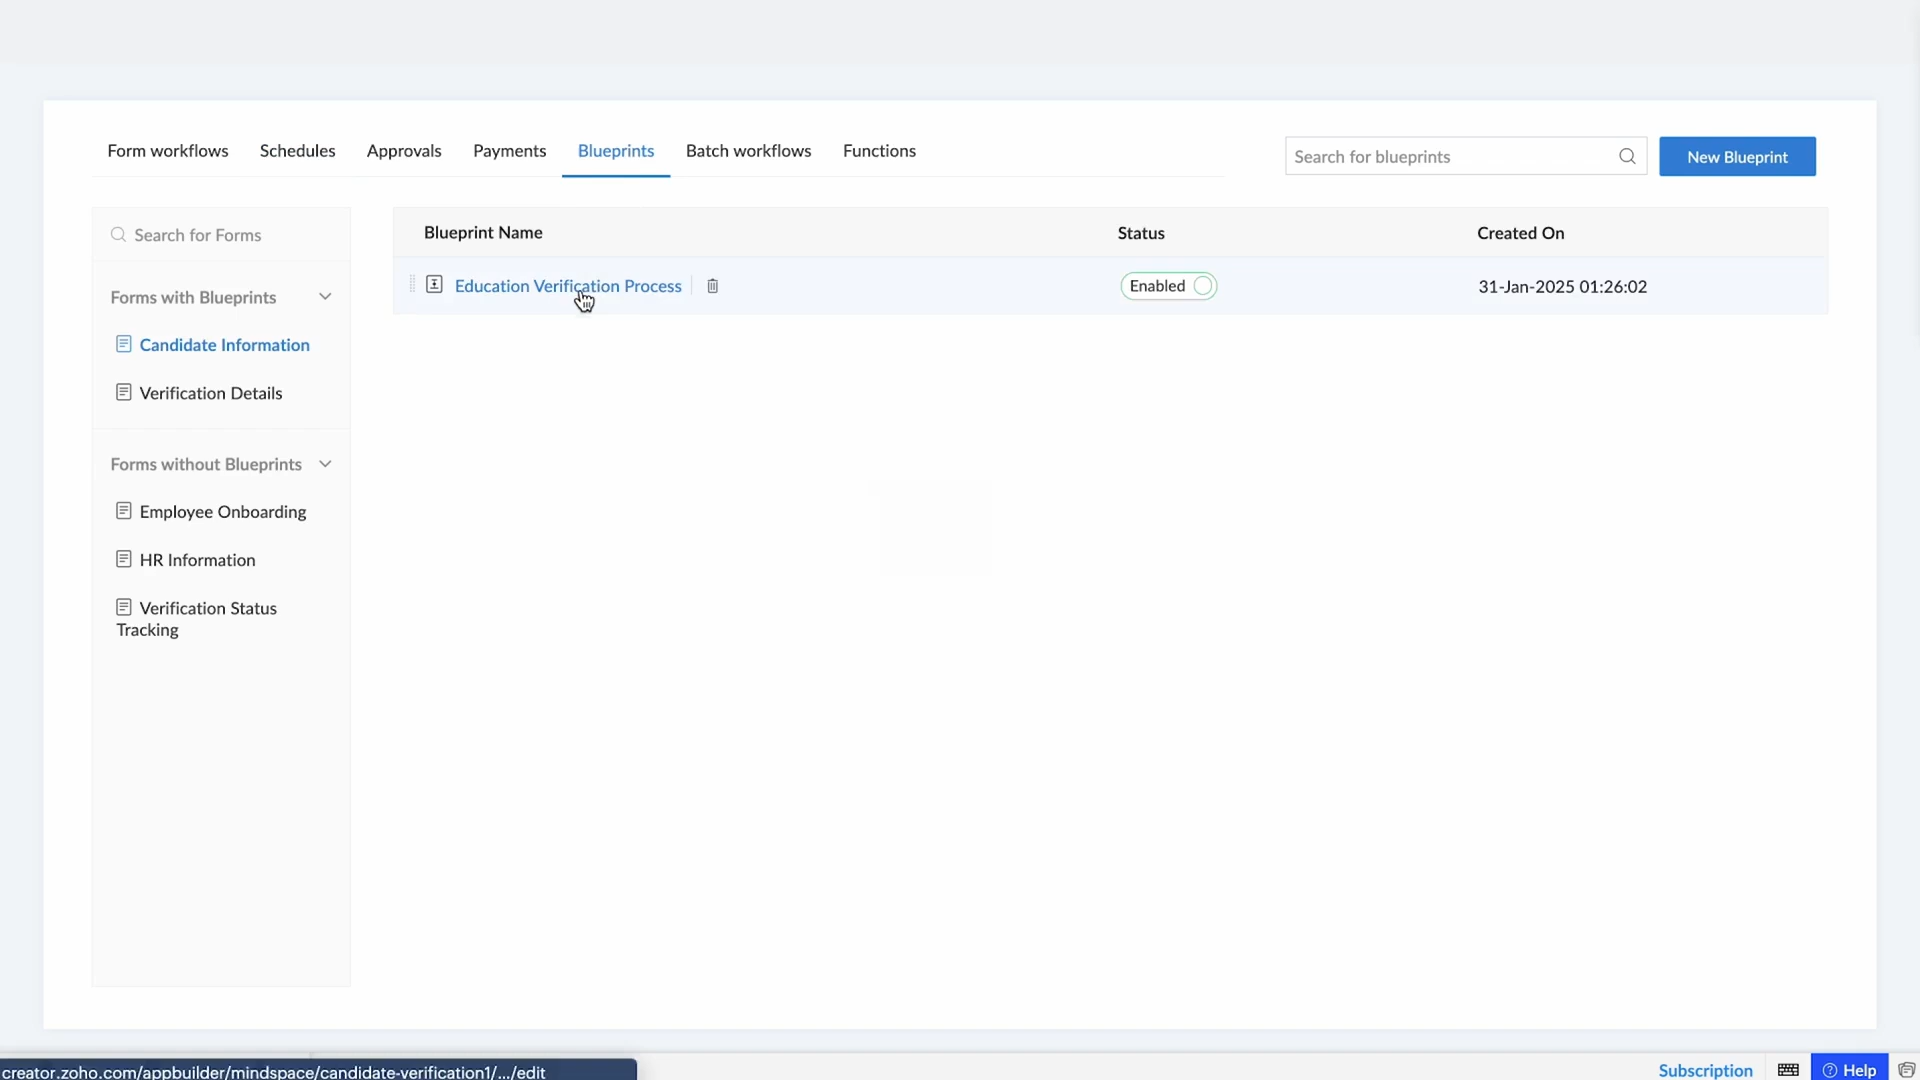 Form workflows Schedules Approvals Payments Blueprints Batch workflows Functions
Search for blueprints
New Blueprint
Search for Forms
Forms with Blueprints
Candidate Information
Verification Details
Forms without Blueprints
Employee Onboarding
HR Information
Verification Status
Tracking
Blueprint Name Status Created On
Education Verification Process Enabled 31-Jan-2025 01:26:02
creator.zoho.com/appbuilder/mindspace/candidate-verification1/.../edit
Subscription
Help